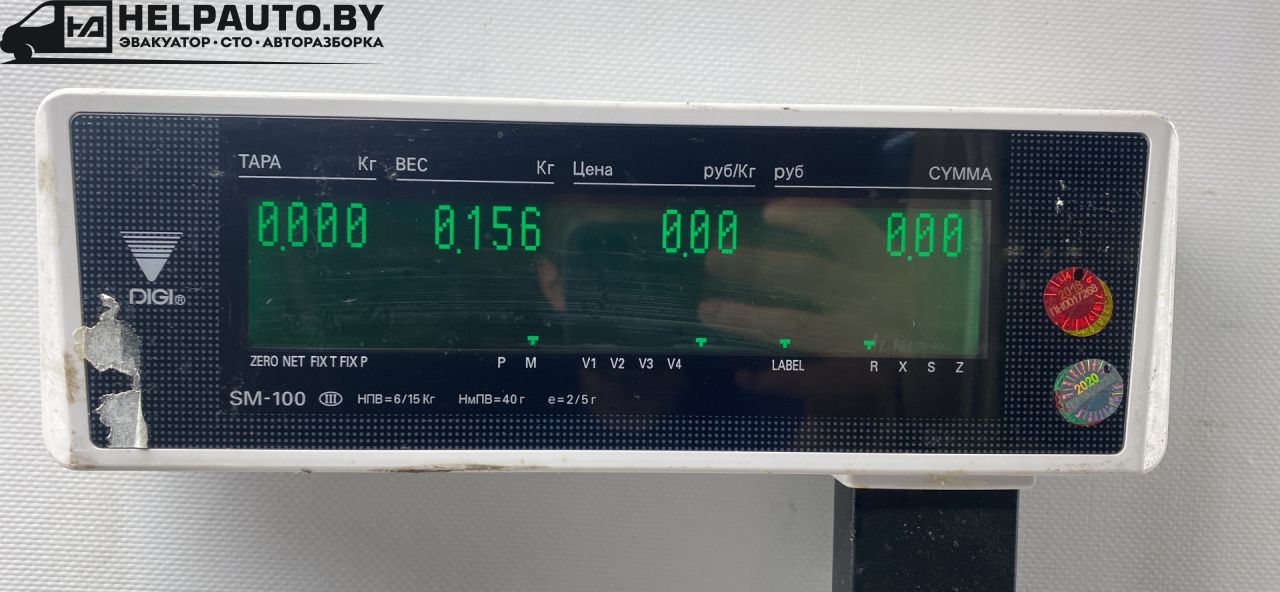 HELPAUTO.BY
ЭВАКУАТОР·СТО·АВТОРАЗБОРКА
ТАРА Кг ВЕС Кг Цена руб/Кг руб СУММА
0.000 0.156 0.00 0.00
DIGI®
ZERO NET FIX T FIX P P M V1 V2 V3 V4 LABEL R X S Z
SM-100 III НПВ=6/15 Кг НмПВ=40 г e=2/5 г
2018
ПН0017268
2020